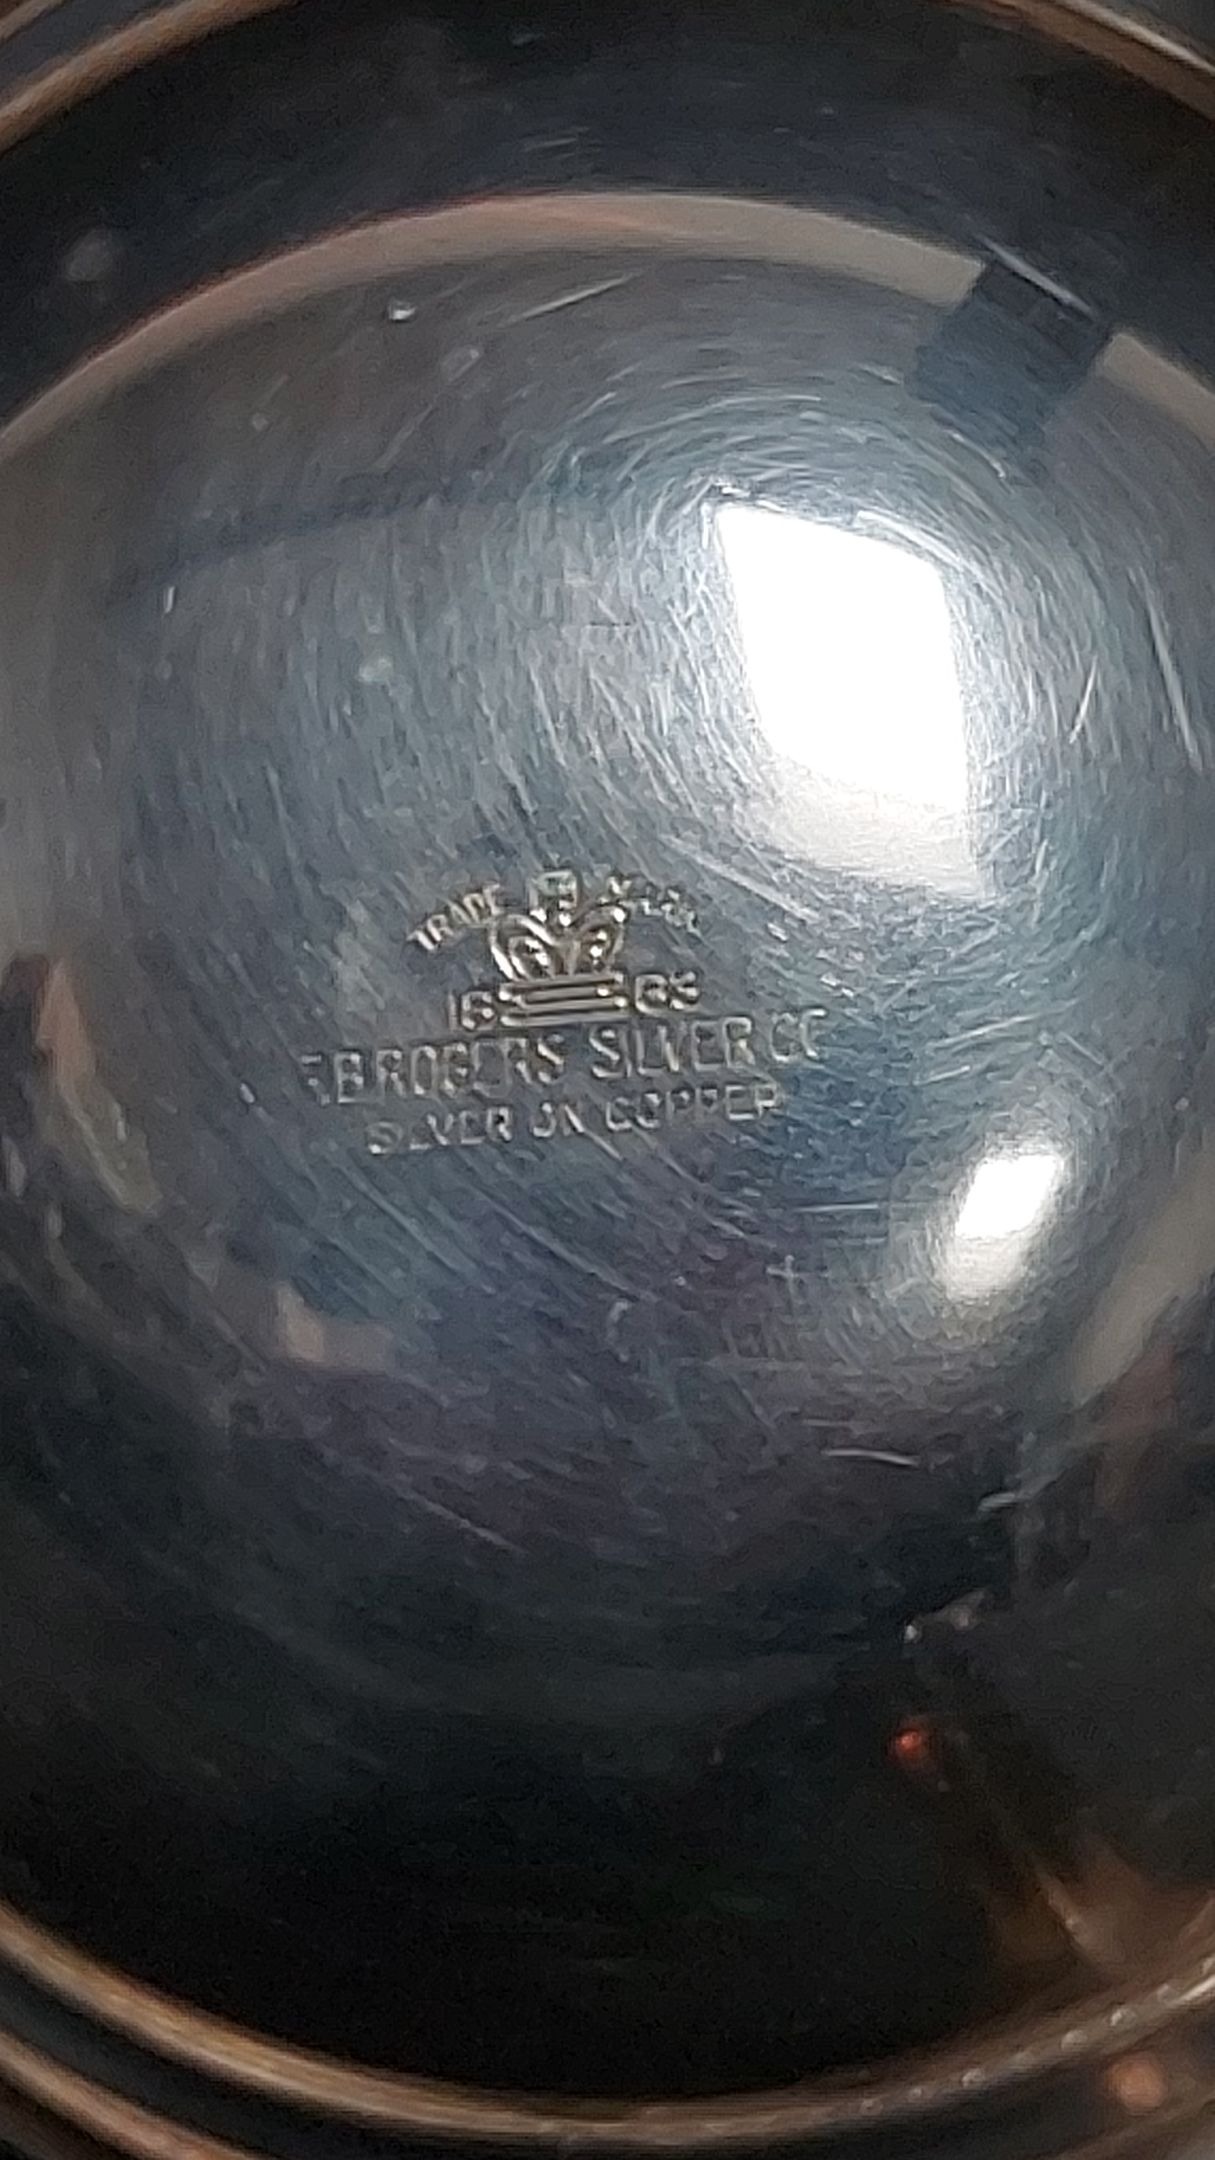 TRADE MARK
18 83
F.B. ROGERS SILVER CO
SILVER ON COPPER